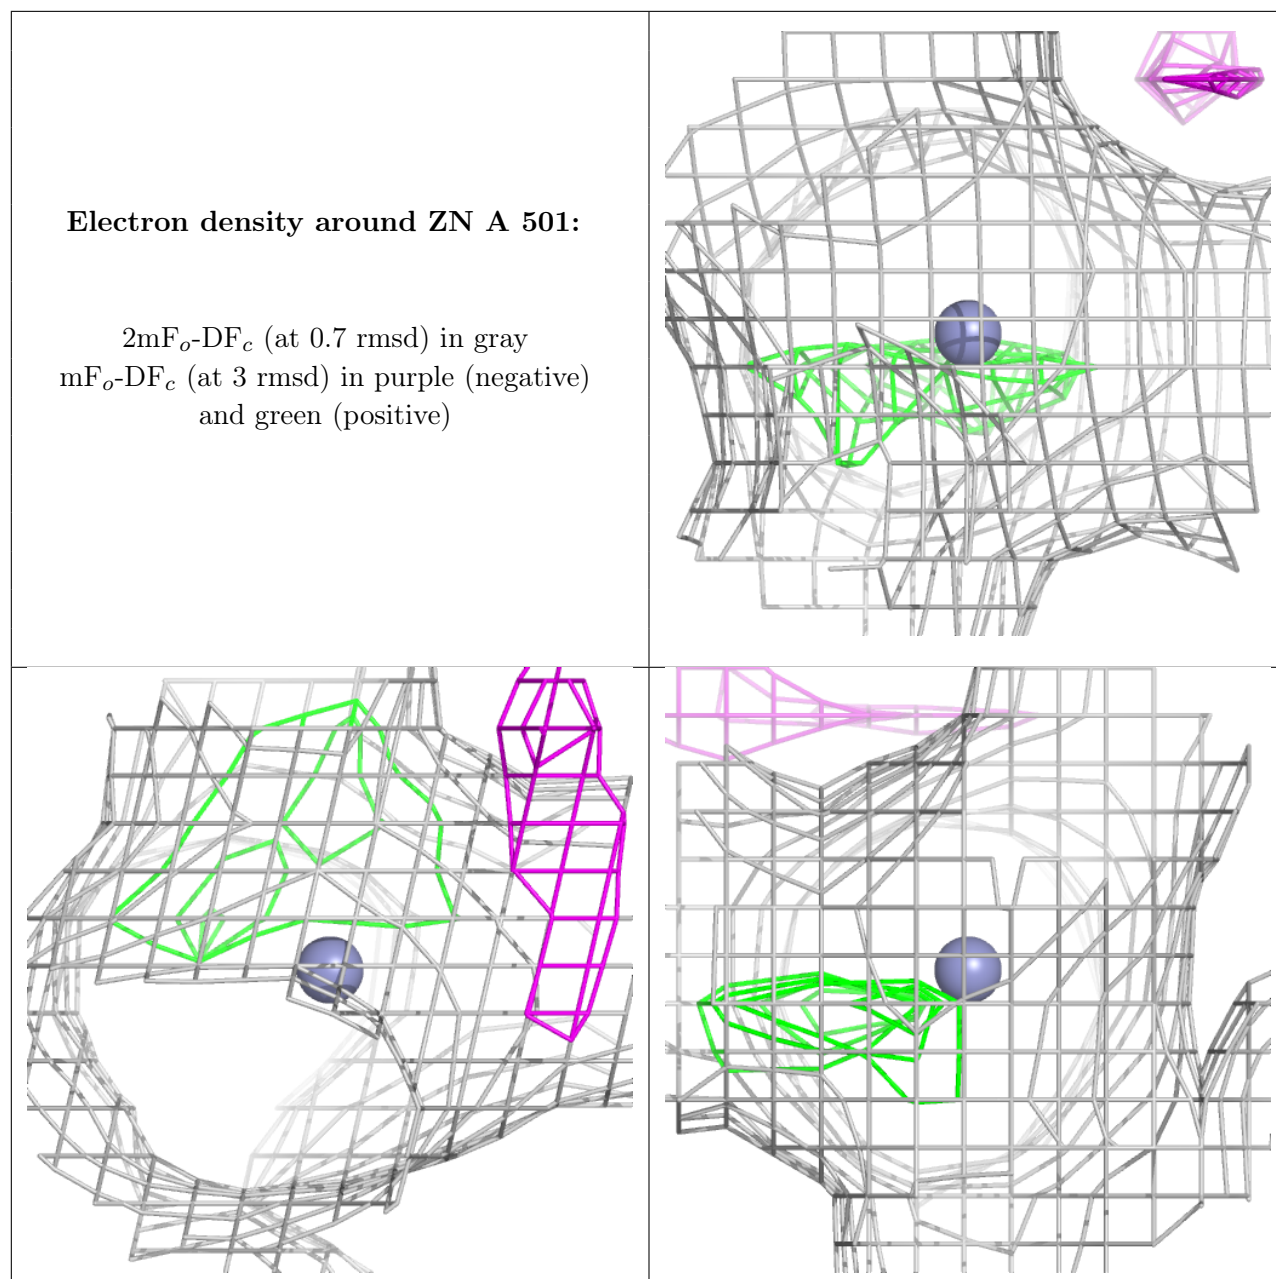 Electron density around ZN A 501:
2mFₒ-DF𝒸 (at 0.7 rmsd) in gray
mFₒ-DF𝒸 (at 3 rmsd) in purple (negative)
and green (positive)